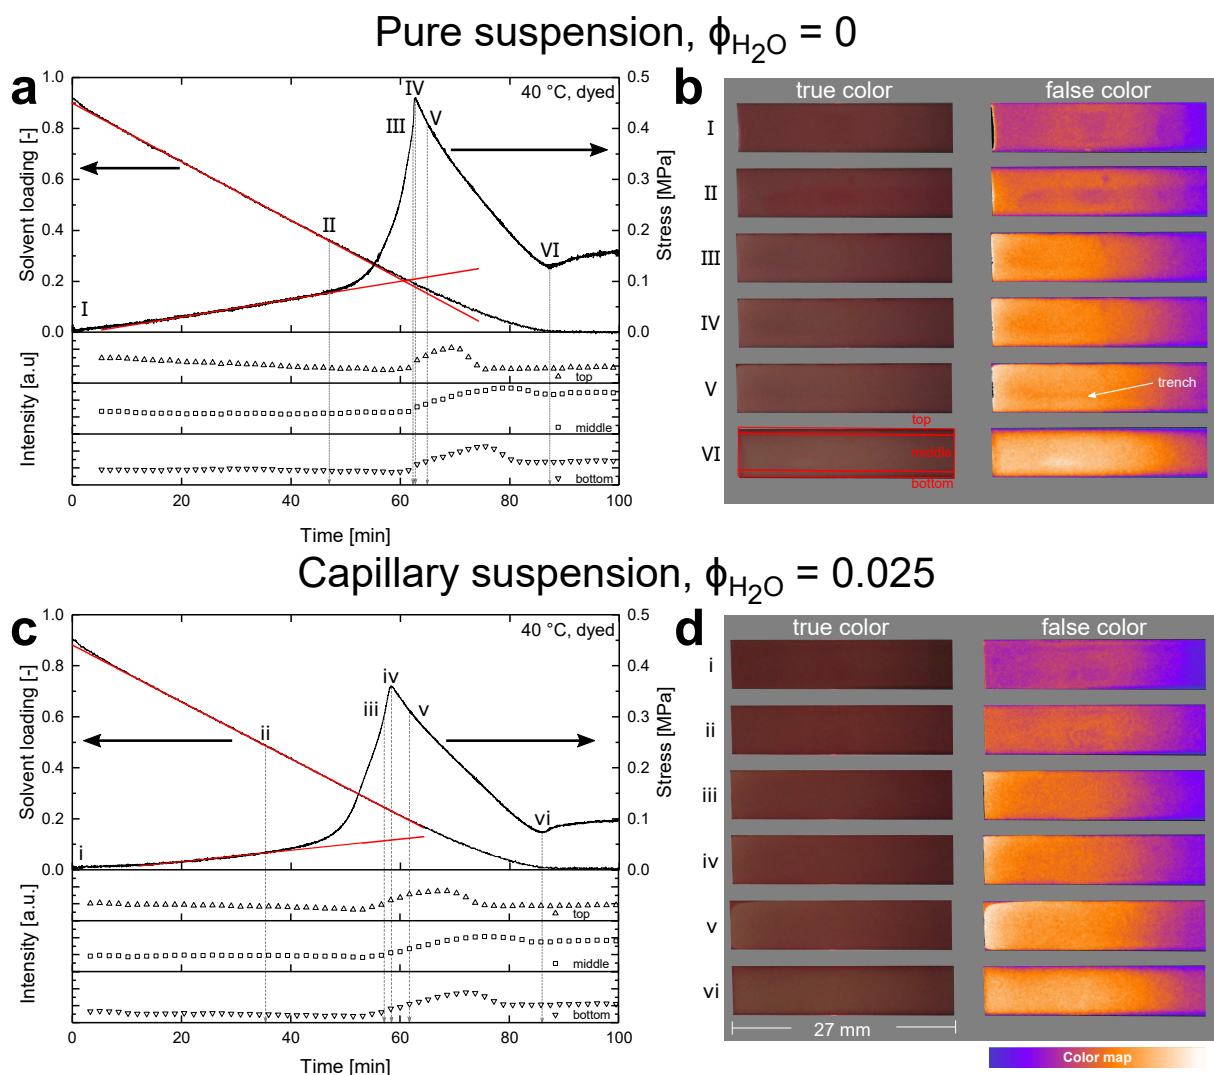 Pure suspension, ϕH₂O = 0
a
40 °C, dyed
Solvent loading [-]
1.0
0.8
0.6
0.4
0.2
0.0
Stress [MPa]
0.5
0.4
0.3
0.2
0.1
0.0
I
II
III
IV
V
VI
Intensity [a.u]
top
middle
bottom
0 20 40 60 80 100
Time [min]
b
true color false color
I
II
III
IV
V
trench
VI
top
middle
bottom
Capillary suspension, ϕH₂O = 0.025
c
40 °C, dyed
Solvent loading [-]
1.0
0.8
0.6
0.4
0.2
0.0
Stress [MPa]
0.5
0.4
0.3
0.2
0.1
0.0
i
ii
iii
iv
v
vi
Intensity [a.u.]
top
middle
bottom
0 20 40 60 80 100
Time [min]
d
true color false color
i
ii
iii
iv
v
vi
27 mm
Color map